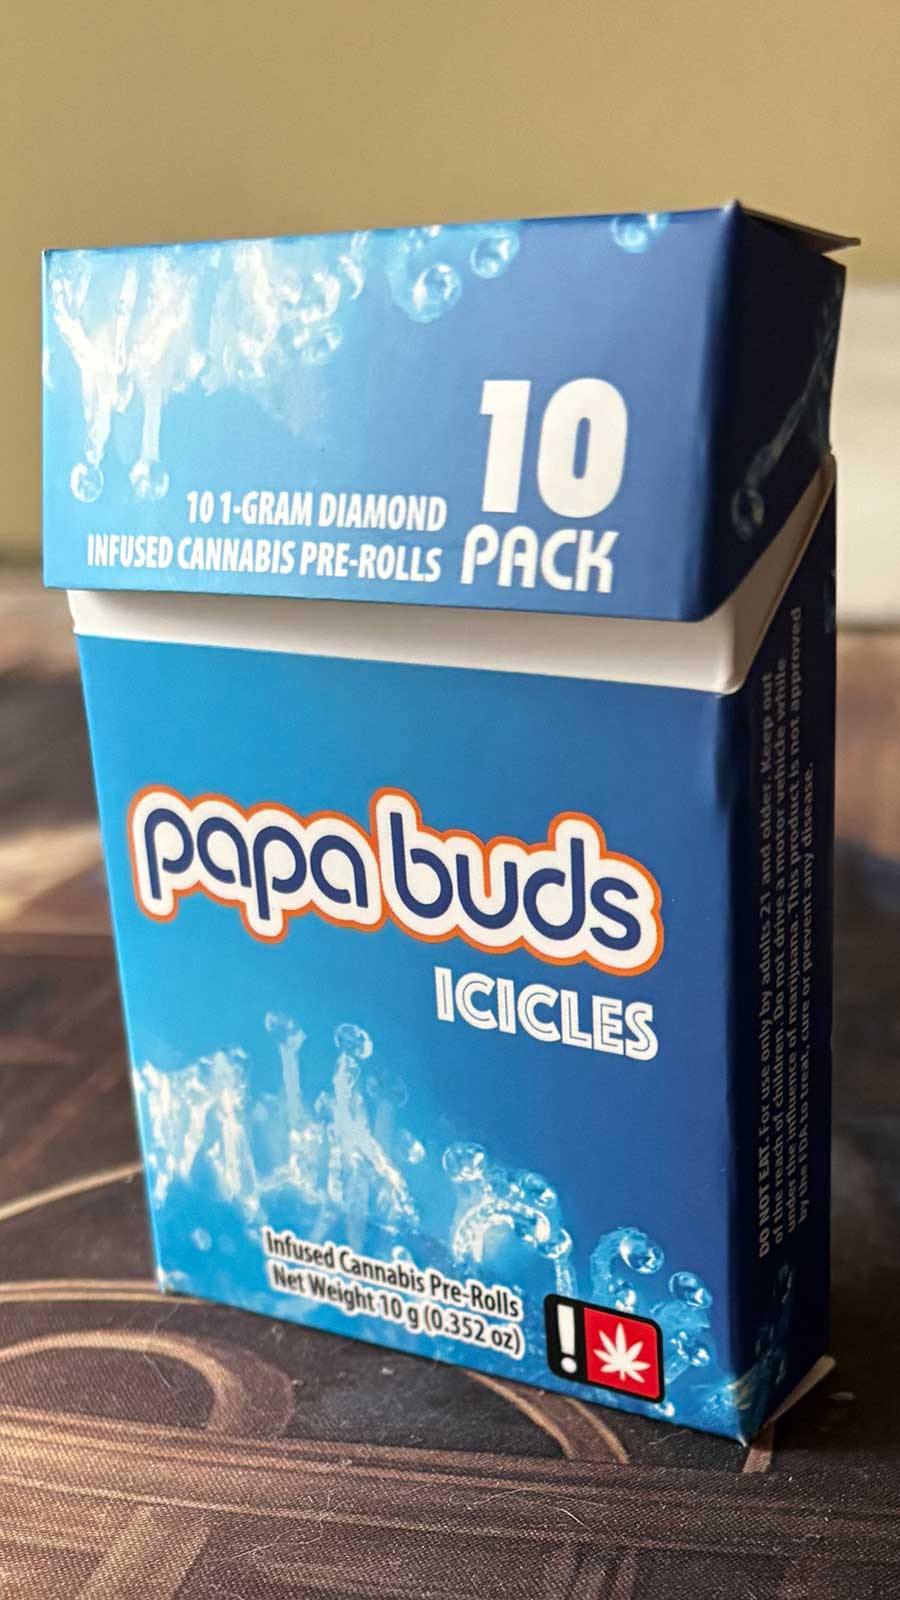 10
PACK
10 1-GRAM DIAMOND
INFUSED CANNABIS PRE-ROLLS
papa buds
ICICLES
Infused Cannabis Pre-Rolls
Net Weight 10 g (0.352 oz)
!
DO NOT EAT. For use only by adults 21 and older. Keep out
of the reach of children. Do not drive a motor vehicle while
under the influence of marijuana. This product is not approved
by the FDA to treat, cure or prevent any disease.